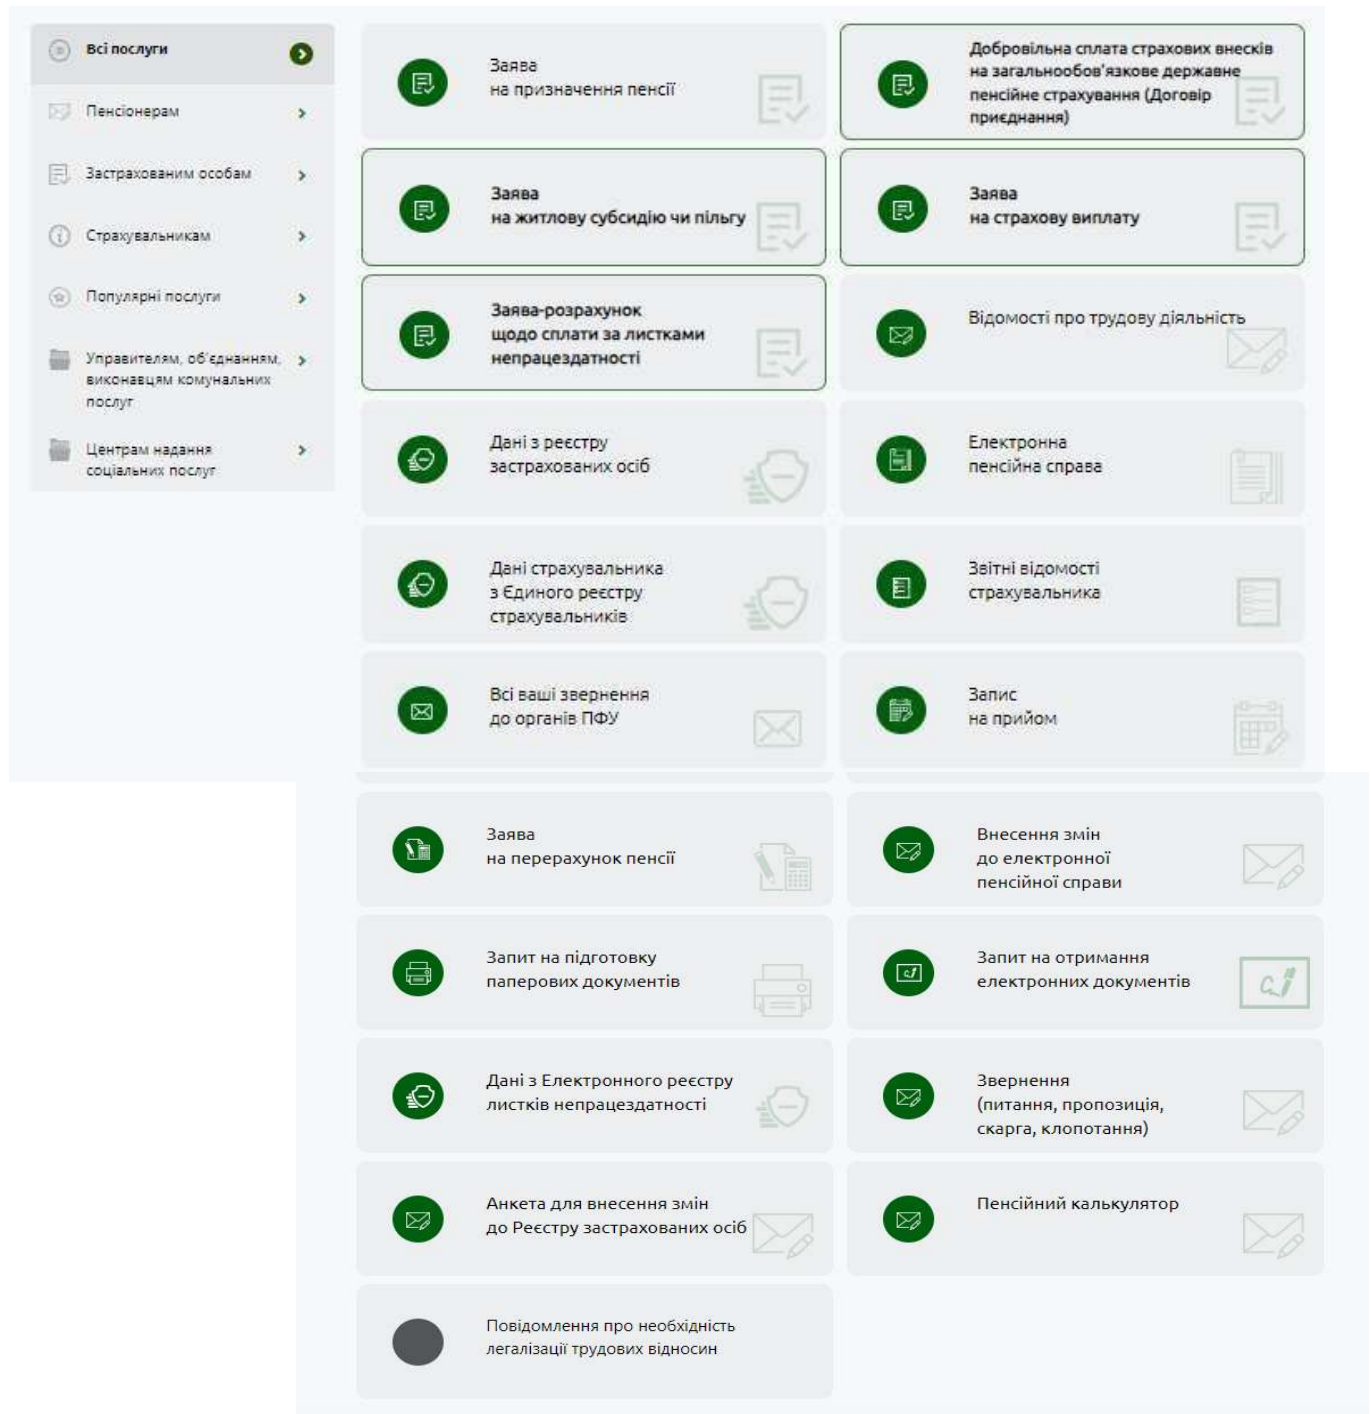 Всі послуги
Пенсіонерам
Застрахованим особам
Страхувальникам
Популярні послуги
Управителям, об'єднанням,
виконавцям комунальних
послуг
Центрам надання
соціальних послуг
Заява
на призначення пенсії
Добровільна сплата страхових внесків
на загальнообов'язкове державне
пенсійне страхування (Договір
приєднання)
Заява
на житлову субсидію чи пільгу
Заява
на страхову виплату
Заява-розрахунок
щодо сплати за листками
непрацездатності
Відомості про трудову діяльність
Дані з реєстру
застрахованих осіб
Електронна
пенсійна справа
Дані страхувальника
з Єдиного реєстру
страхувальників
Звітні відомості
страхувальника
Всі ваші звернення
до органів ПФУ
Запис
на прийом
Заява
на перерахунок пенсії
Внесення змін
до електронної
пенсійної справи
Запит на підготовку
паперових документів
Запит на отримання
електронних документів
Дані з Електронного реєстру
листків непрацездатності
Звернення
(питання, пропозиція,
скарга, клопотання)
Анкета для внесення змін
до Реєстру застрахованих осіб
Пенсійний калькулятор
Повідомлення про необхідність
легалізації трудових відносин